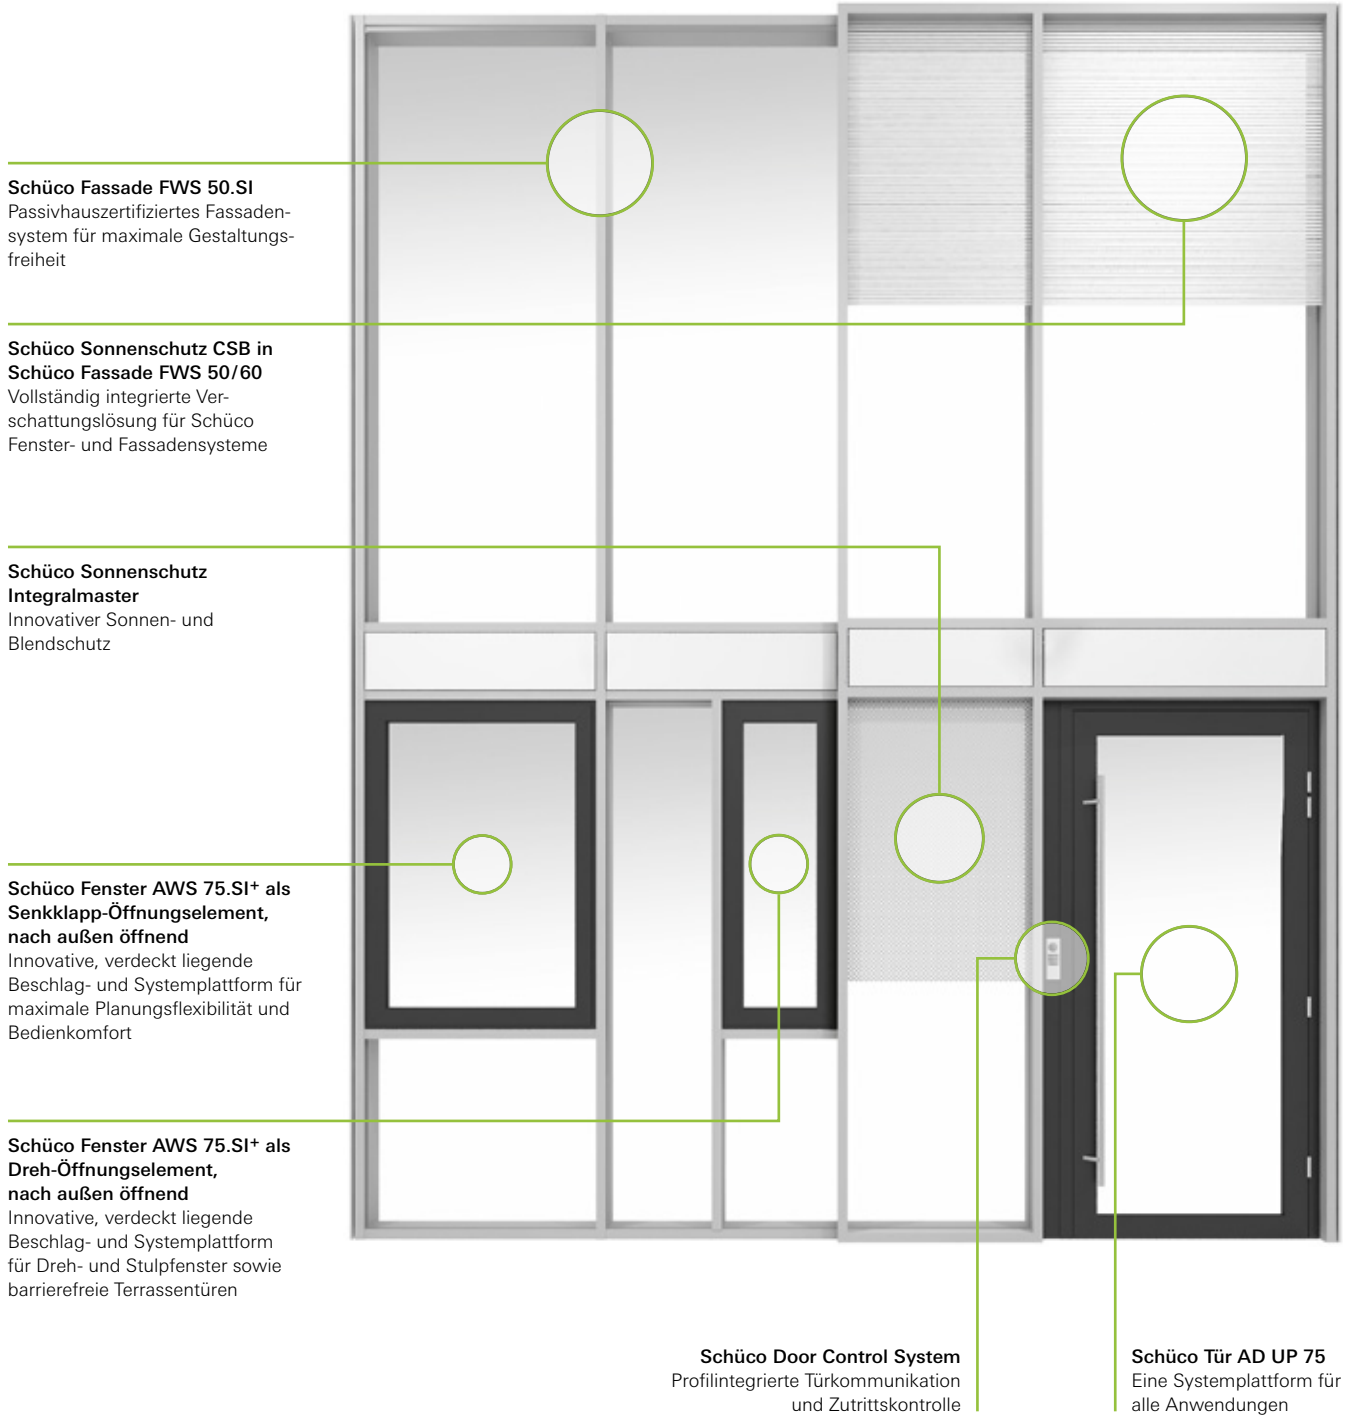 Schüco Fassade FWS 50.SI
Passivhauszertifiziertes Fassaden-
system für maximale Gestaltungs-
freiheit
Schüco Sonnenschutz CSB in
Schüco Fassade FWS 50/60
Vollständig integrierte Ver-
schattungslösung für Schüco
Fenster- und Fassadensysteme
Schüco Sonnenschutz
Integralmaster
Innovativer Sonnen- und
Blendschutz
Schüco Fenster AWS 75.SI+ als
Senkklapp-Öffnungselement,
nach außen öffnend
Innovative, verdeckt liegende
Beschlag- und Systemplattform für
maximale Planungsflexibilität und
Bedienkomfort
Schüco Fenster AWS 75.SI+ als
Dreh-Öffnungselement,
nach außen öffnend
Innovative, verdeckt liegende
Beschlag- und Systemplattform
für Dreh- und Stulpfenster sowie
barrierefreie Terrassentüren
Schüco Door Control System
Profilintegrierte Türkommunikation
und Zutrittskontrolle
Schüco Tür AD UP 75
Eine Systemplattform für
alle Anwendungen